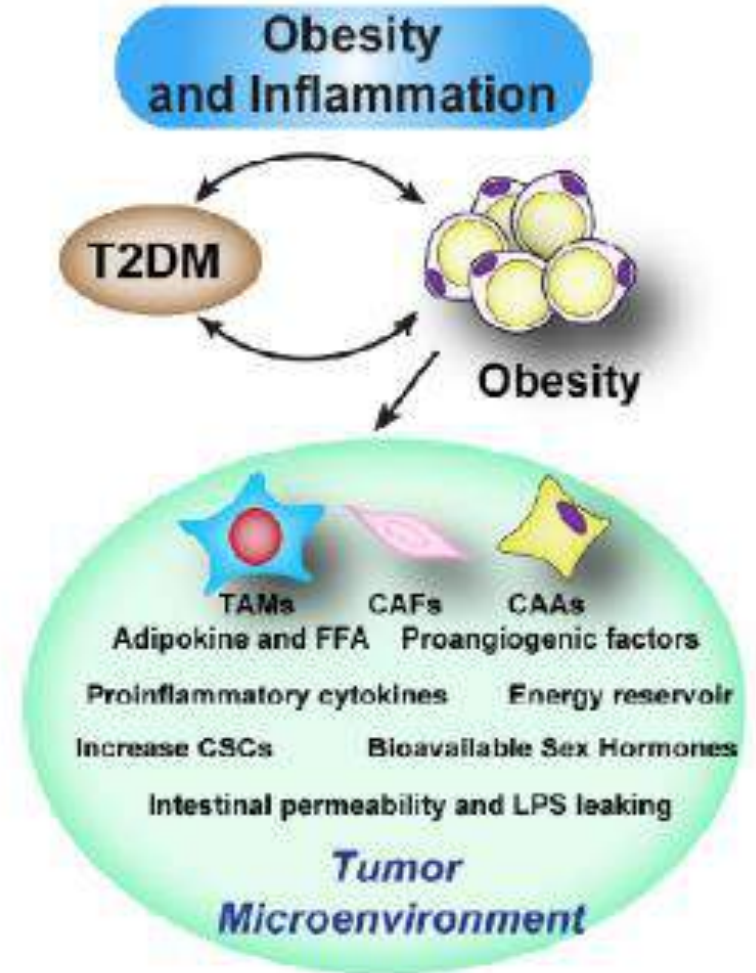 Obesity
and Inflammation
T2DM
Obesity
TAMs CAFs CAAs
Adipokine and FFA Proangiogenic factors
Proinflammatory cytokines Energy reservoir
Increase CSCs Bioavailable Sex Hormones
Intestinal permeability and LPS leaking
Tumor
Microenvironment